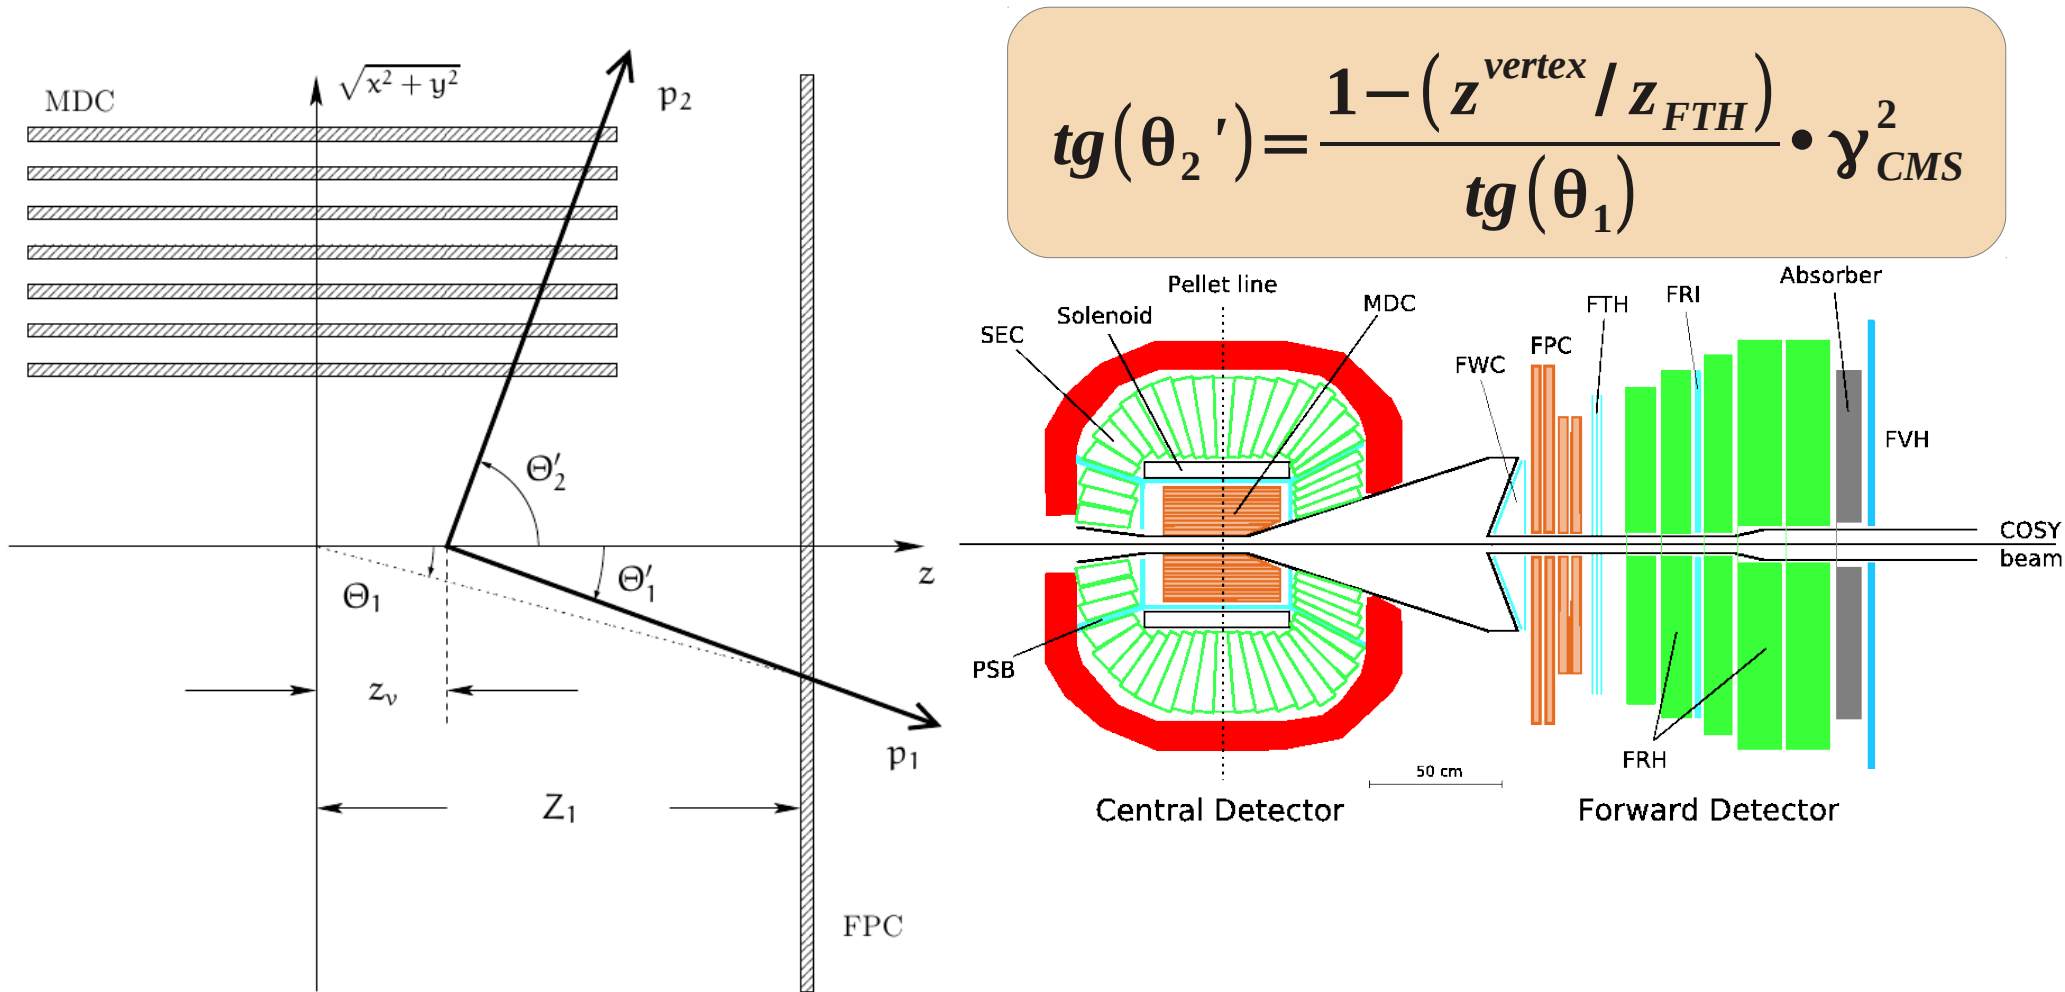 MDC
√x² + y²
p₂
Θ′₂
Θ₁
Θ′₁
z
z_v
p₁
Z₁
FPC
tg(θ₂′)=1−(z^vertex/z_FTH)/tg(θ₁)•γ²_CMS
Pellet line
Solenoid
MDC
SEC
FWC
FPC
FTH
FRI
Absorber
FVH
COSY
beam
PSB
FRH
50 cm
Central Detector
Forward Detector